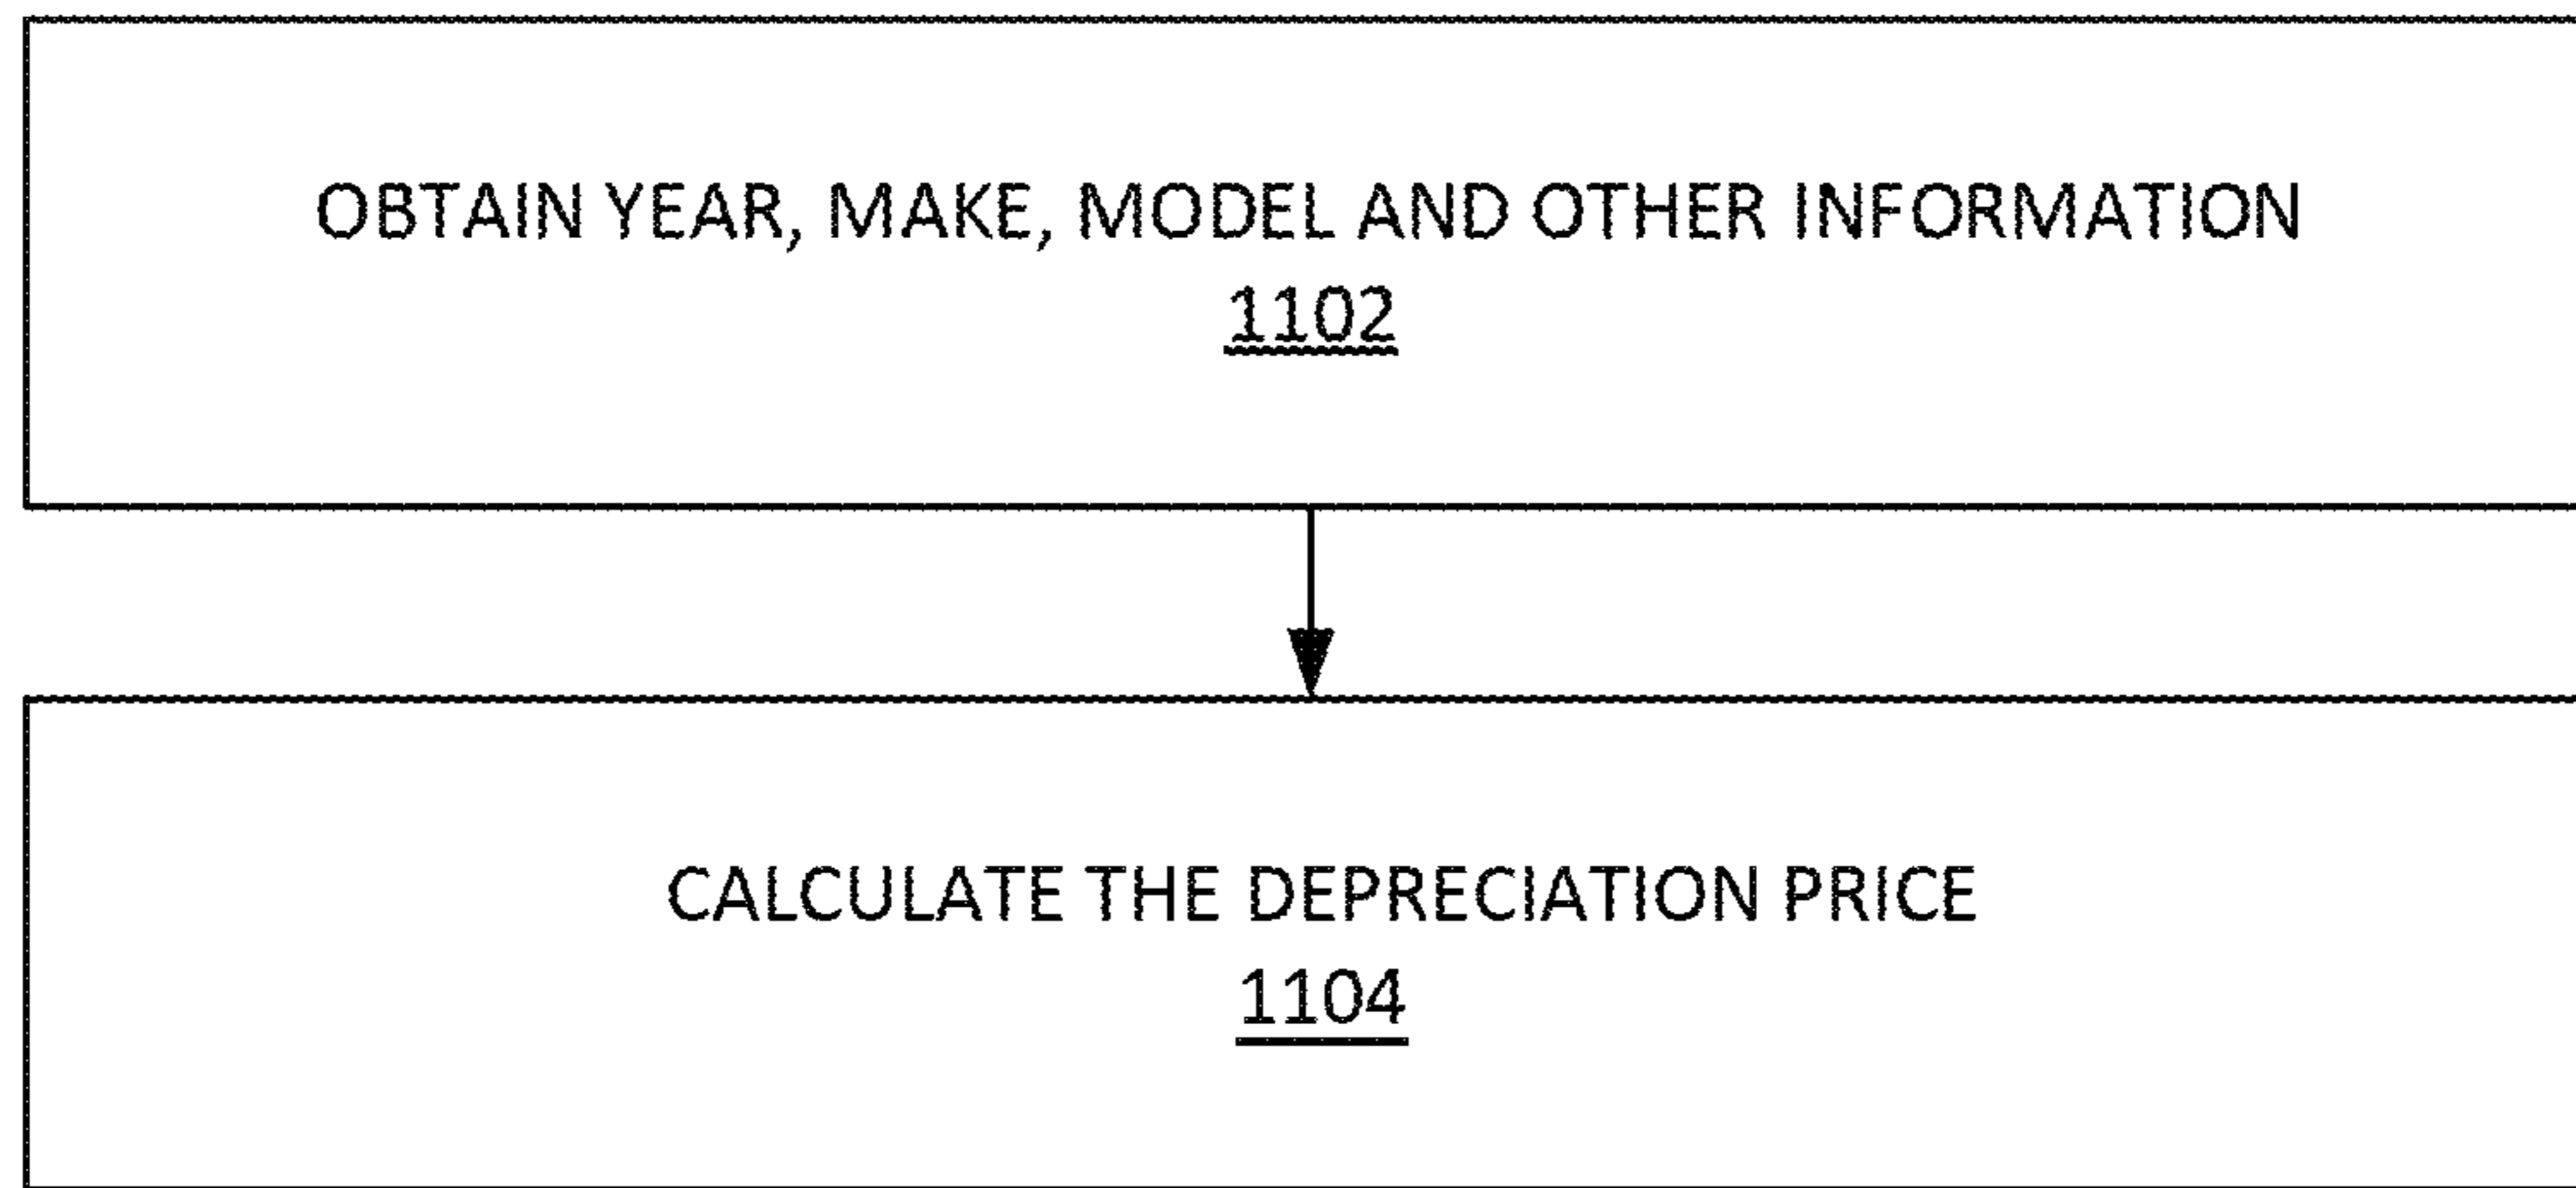 OBTAIN YEAR, MAKE, MODEL AND OTHER INFORMATION
1102
CALCULATE THE DEPRECIATION PRICE
1104